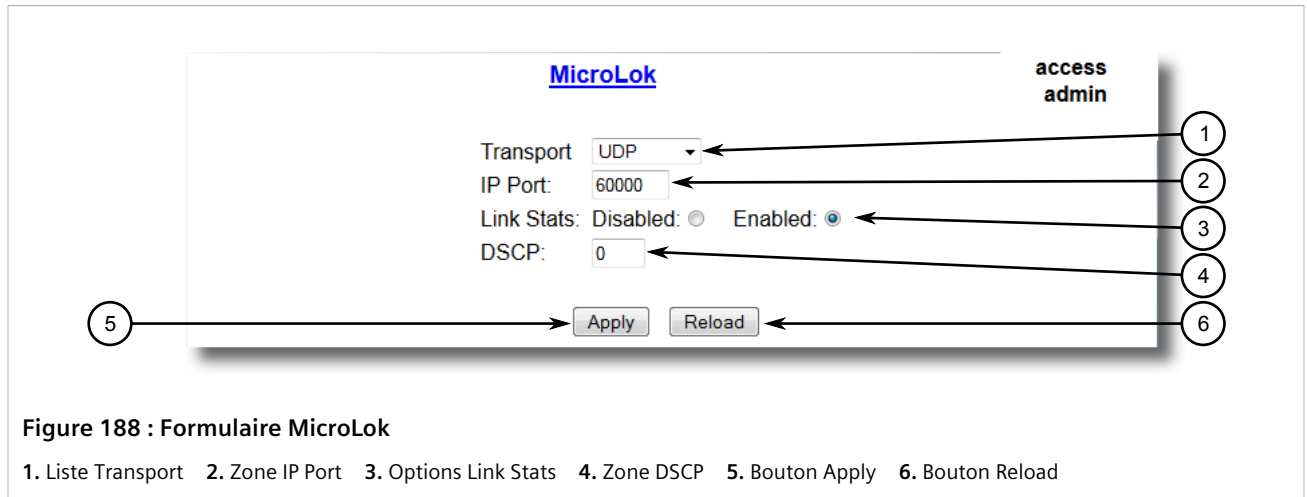 MicroLok
access
admin
Transport UDP
IP Port: 60000
Link Stats: Disabled: Enabled:
DSCP: 0
Apply Reload
1
2
3
4
5
6
Figure 188 : Formulaire MicroLok
1. Liste Transport 2. Zone IP Port 3. Options Link Stats 4. Zone DSCP 5. Bouton Apply 6. Bouton Reload